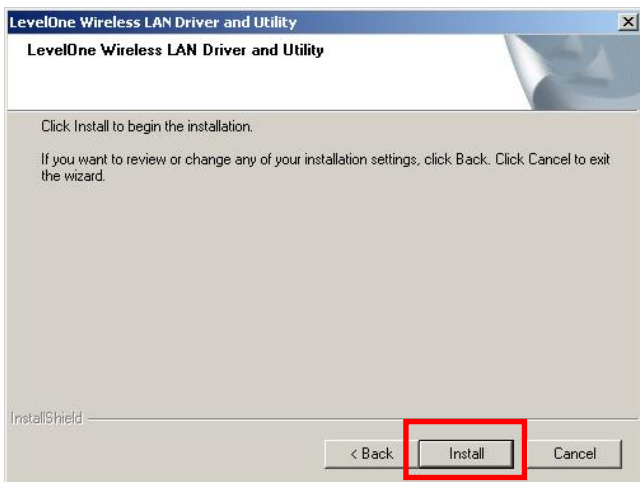 LevelOne Wireless LAN Driver and Utility
LevelOne Wireless LAN Driver and Utility
Click Install to begin the installation.
If you want to review or change any of your installation settings, click Back. Click Cancel to exit
the wizard.
InstallShield
< Back Install Cancel